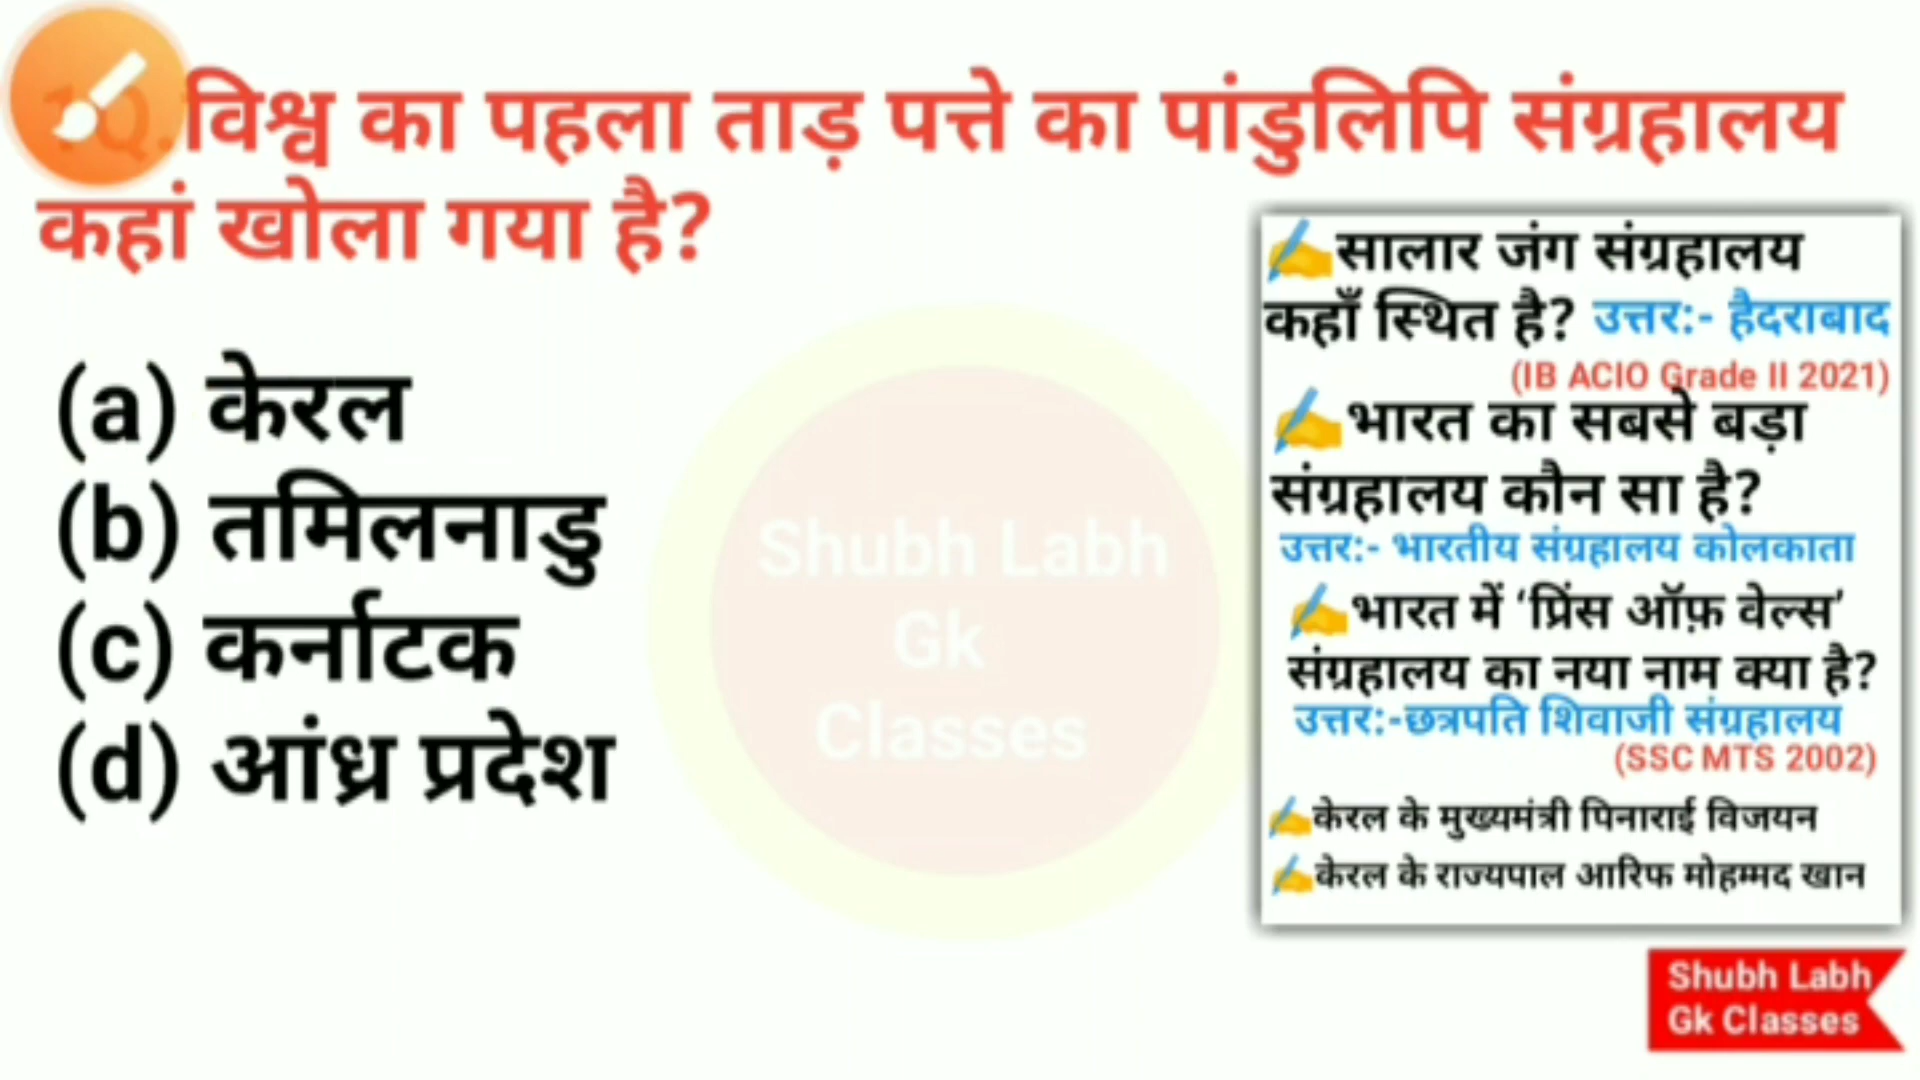 1Q.विश्व का पहला ताड़ पत्ते का पांडुलिपि संग्रहालय
कहां खोला गया है?
(a) केरल
(b) तमिलनाडु
(c) कर्नाटक
(d) आंध्र प्रदेश
✍सालार जंग संग्रहालय
कहाँ स्थित है? उत्तर:- हैदराबाद
(IB ACIO Grade II 2021)
✍भारत का सबसे बड़ा
संग्रहालय कौन सा है?
उत्तर:- भारतीय संग्रहालय कोलकाता
✍भारत में ‘प्रिंस ऑफ़ वेल्स’
संग्रहालय का नया नाम क्या है?
उत्तर:-छत्रपति शिवाजी संग्रहालय
(SSC MTS 2002)
✍केरल के मुख्यमंत्री पिनाराई विजयन
✍केरल के राज्यपाल आरिफ मोहम्मद खान
Shubh Labh
Gk
Classes
Shubh Labh
Gk Classes